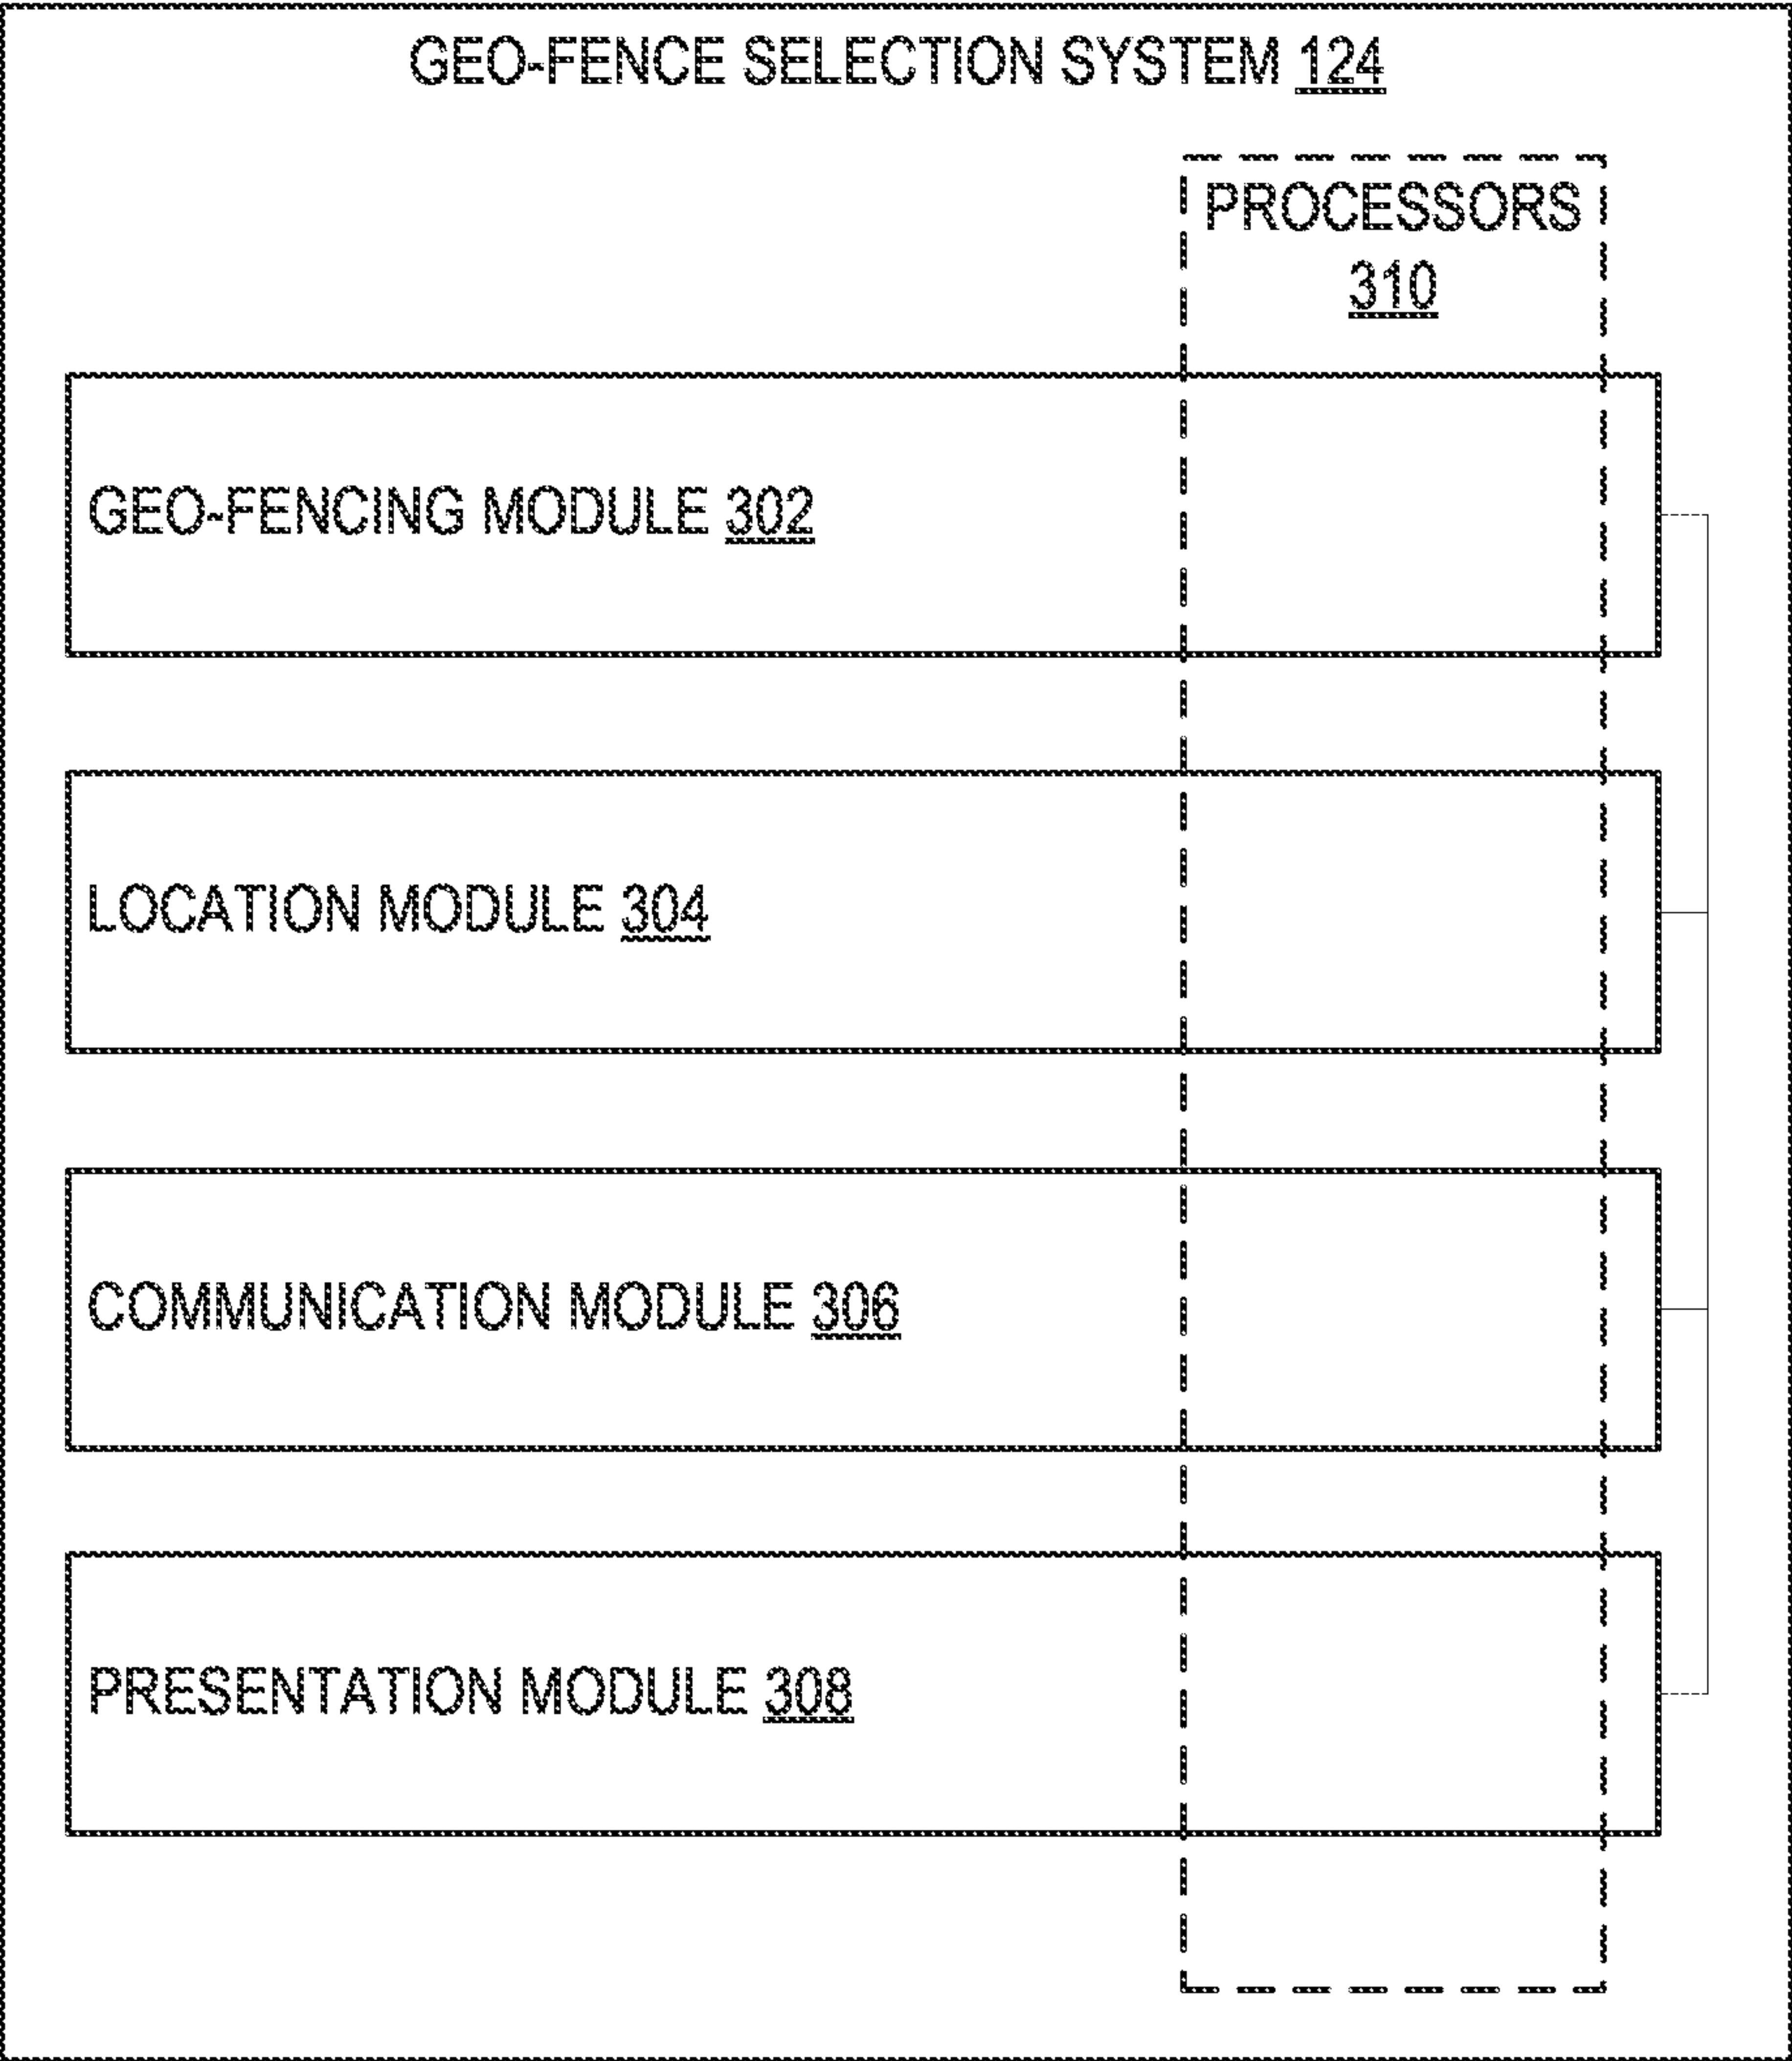 GEO-FENCE SELECTION SYSTEM 124
PROCESSORS
310
GEO-FENCING MODULE 302
LOCATION MODULE 304
COMMUNICATION MODULE 306
PRESENTATION MODULE 308